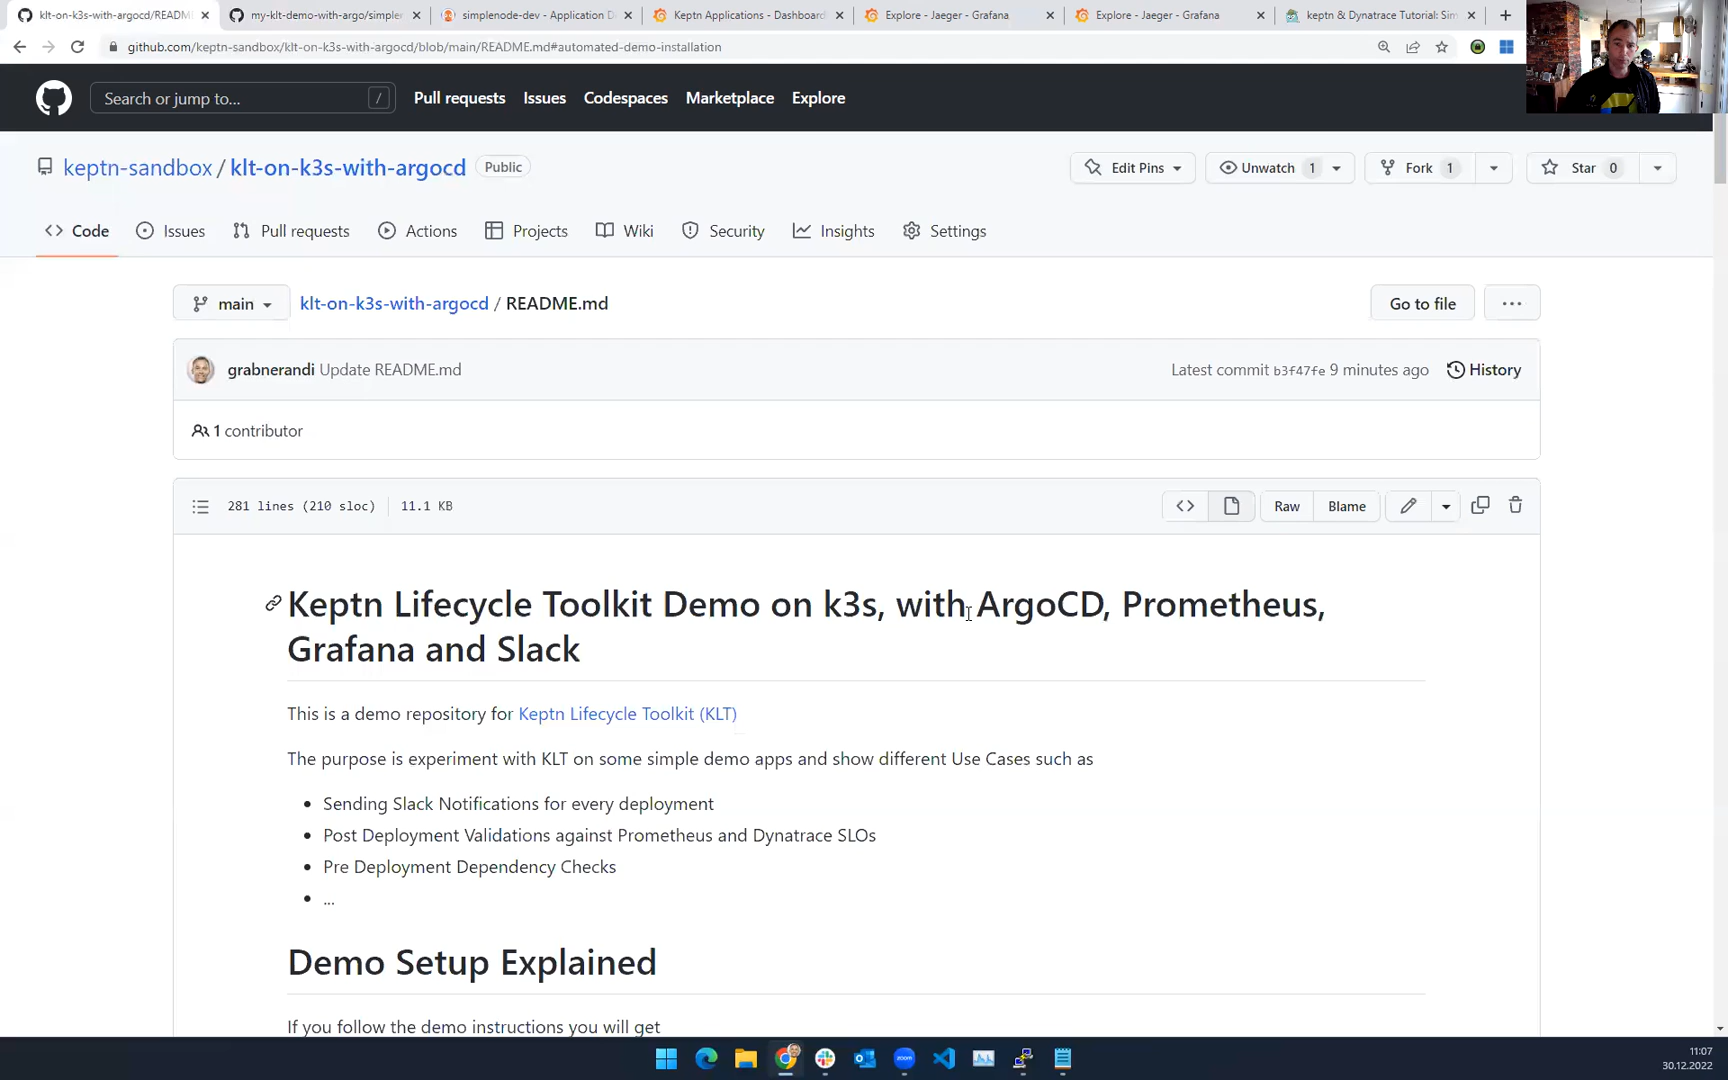 klt-on-k3s-with-argocd/READM
my-klt-demo-with-argo/simplen
simplenode-dev - Application D
Keptn Applications - Dashboard
Explore - Jaeger - Grafana
Explore - Jaeger - Grafana
keptn & Dynatrace Tutorial: Sim
github.com/keptn-sandbox/klt-on-k3s-with-argocd/blob/main/README.md#automated-demo-installation
Search or jump to...
/
Pull requests
Issues
Codespaces
Marketplace
Explore
keptn-sandbox / klt-on-k3s-with-argocd
Public
Edit Pins
Unwatch 1
Fork 1
Star 0
Code
Issues
Pull requests
Actions
Projects
Wiki
Security
Insights
Settings
main
klt-on-k3s-with-argocd / README.md
Go to file
grabnerandi Update README.md
Latest commit b3f47fe 9 minutes ago
History
1 contributor
281 lines (210 sloc)
11.1 KB
Raw
Blame
Keptn Lifecycle Toolkit Demo on k3s, with ArgoCD, Prometheus,
Grafana and Slack
This is a demo repository for Keptn Lifecycle Toolkit (KLT)
The purpose is experiment with KLT on some simple demo apps and show different Use Cases such as
• Sending Slack Notifications for every deployment
• Post Deployment Validations against Prometheus and Dynatrace SLOs
• Pre Deployment Dependency Checks
• ...
Demo Setup Explained
If you follow the demo instructions you will get
zoom
11:07
30.12.2022